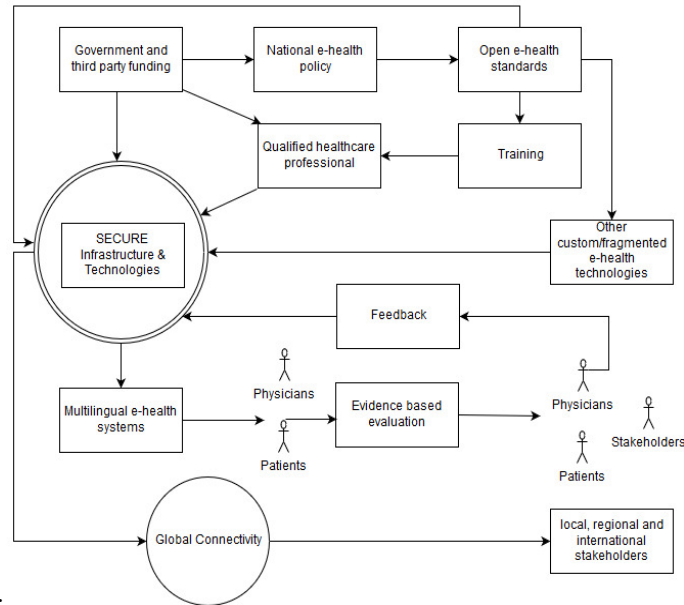 Government and
third party funding
National e-health
policy
Open e-health
standards
Qualified healthcare
professional
Training
SECURE
Infrastructure &
Technologies
Other
custom/fragmented
e-health
technologies
Feedback
Physicians
Multilingual e-health
systems
Patients
Evidence based
evaluation
Physicians
Stakeholders
Patients
Global Connectivity
local, regional and
international
stakeholders
.